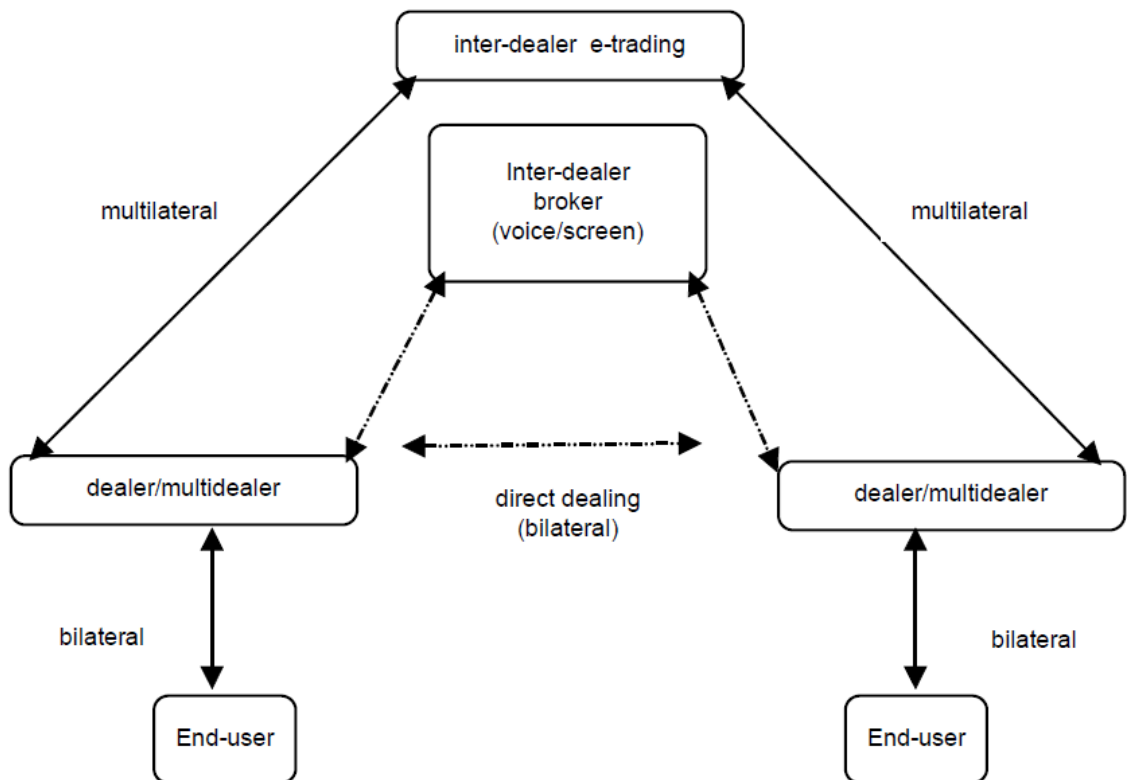 inter-dealer e-trading
Inter-dealer
broker
(voice/screen)
multilateral
multilateral
dealer/multidealer
dealer/multidealer
direct dealing
(bilateral)
bilateral
bilateral
End-user
End-user